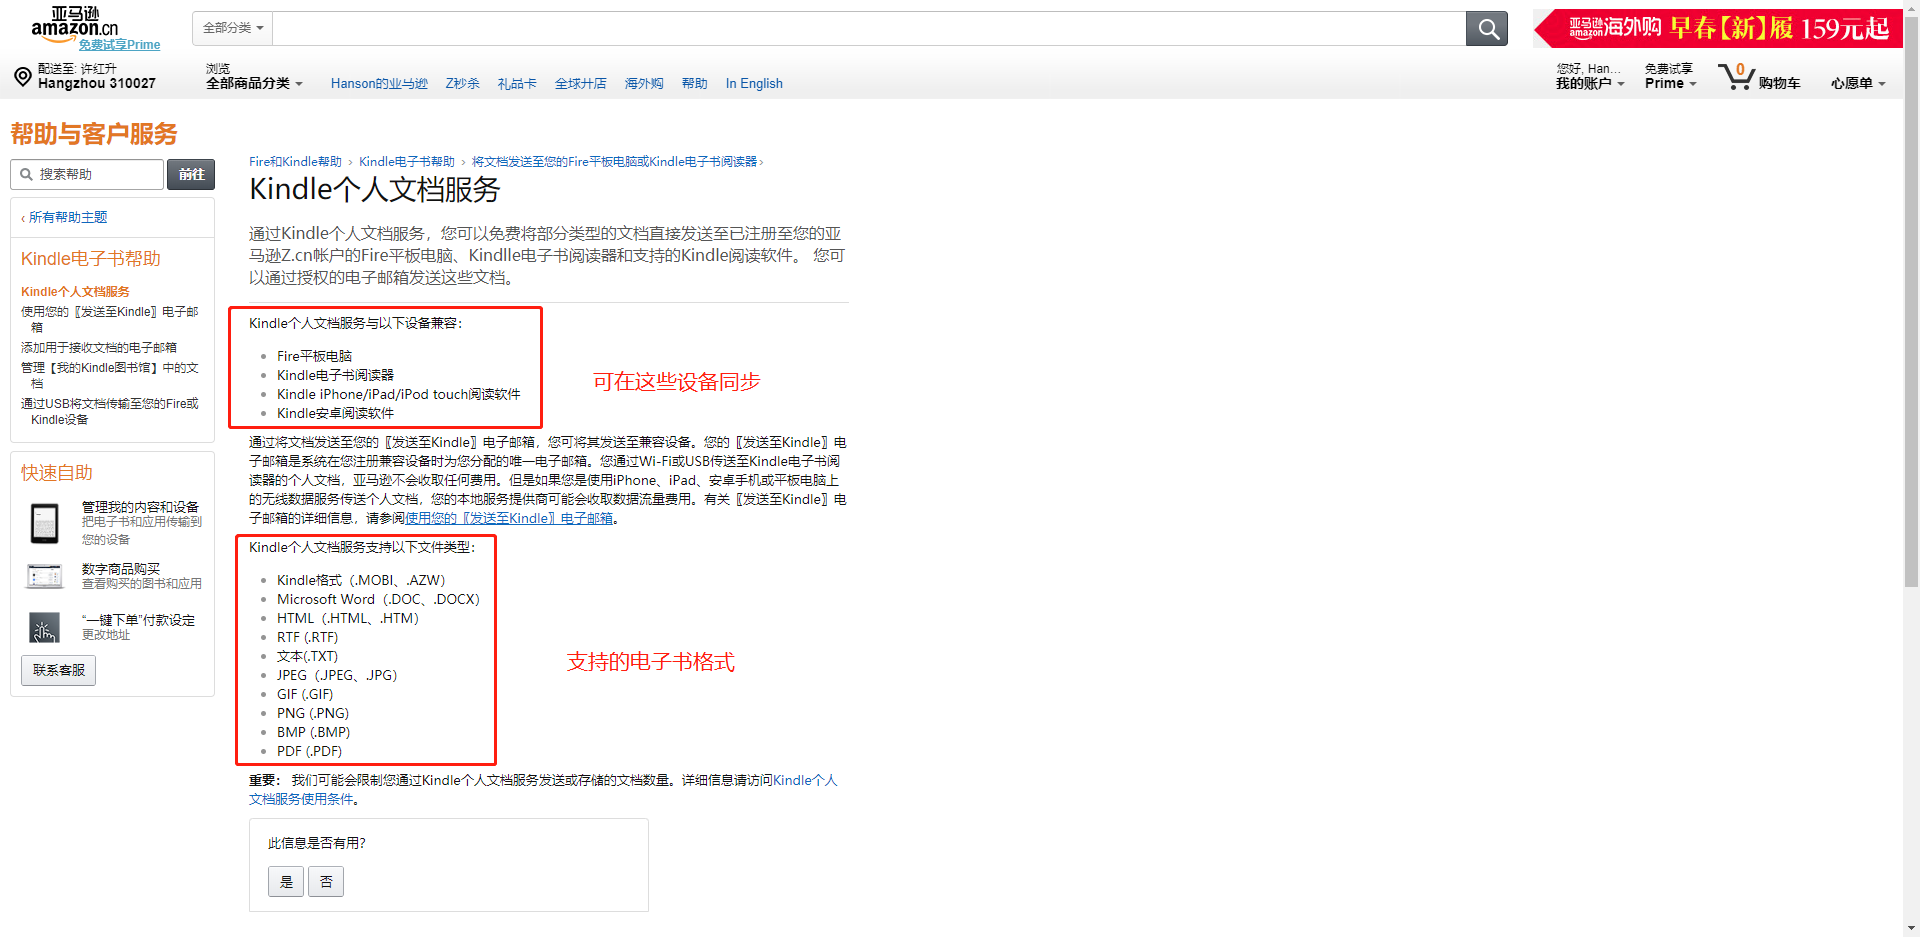 亚马逊
amazon.cn
免费试享Prime
全部分类
亚马逊 amazon 海外购 早春【新】履 159元起
配送至: 许红升
Hangzhou 310027
浏览
全部商品分类
Hanson的亚马逊 Z秒杀 礼品卡 全球开店 海外购 帮助 In English
您好, Han...
我的账户
免费试享
Prime
0 购物车
心愿单
帮助与客户服务
搜索帮助 前往
‹ 所有帮助主题
Kindle电子书帮助
Kindle个人文档服务
使用您的〖发送至Kindle〗电子邮
箱
添加用于接收文档的电子邮箱
管理【我的Kindle图书馆】中的文
档
通过USB将文档传输至您的Fire或
Kindle设备
快速自助
管理我的内容和设备
把电子书和应用传输到
您的设备
数字商品购买
查看购买的图书和应用
“一键下单”付款设定
更改地址
联系客服
Fire和Kindle帮助 › Kindle电子书帮助 › 将文档发送至您的Fire平板电脑或Kindle电子书阅读器›
Kindle个人文档服务
通过Kindle个人文档服务，您可以免费将部分类型的文档直接发送至已注册至您的亚
马逊Z.cn帐户的Fire平板电脑、Kindlle电子书阅读器和支持的Kindle阅读软件。 您可
以通过授权的电子邮箱发送这些文档。
Kindle个人文档服务与以下设备兼容：
Fire平板电脑
Kindle电子书阅读器
Kindle iPhone/iPad/iPod touch阅读软件
Kindle安卓阅读软件
可在这些设备同步
通过将文档发送至您的〖发送至Kindle〗电子邮箱，您可将其发送至兼容设备。您的〖发送至Kindle〗电
子邮箱是系统在您注册兼容设备时为您分配的唯一电子邮箱。您通过Wi-Fi或USB传送至Kindle电子书阅
读器的个人文档，亚马逊不会收取任何费用。但是如果您是使用iPhone、iPad、安卓手机或平板电脑上
的无线数据服务传送个人文档，您的本地服务提供商可能会收取数据流量费用。有关〖发送至Kindle〗电
子邮箱的详细信息，请参阅使用您的〖发送至Kindle〗电子邮箱。
Kindle个人文档服务支持以下文件类型：
Kindle格式（.MOBI、.AZW）
Microsoft Word（.DOC、.DOCX）
HTML（.HTML、.HTM）
RTF (.RTF)
文本(.TXT)
JPEG（.JPEG、.JPG）
GIF (.GIF)
PNG (.PNG)
BMP (.BMP)
PDF (.PDF)
支持的电子书格式
重要： 我们可能会限制您通过Kindle个人文档服务发送或存储的文档数量。详细信息请访问Kindle个人
文档服务使用条件。
此信息是否有用?
是 否